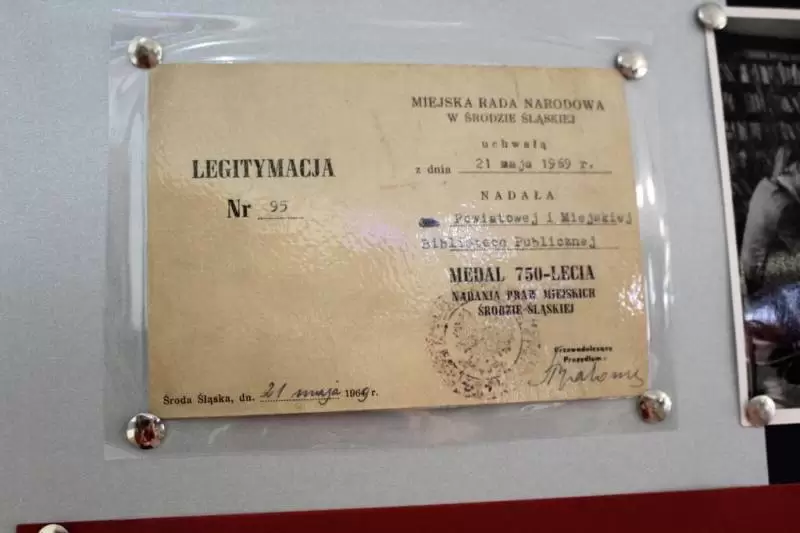 LEGITYMACJA
Nr 95
Środa Śląska, dn. 21 maja 1969 r.
MIEJSKA RADA NARODOWA
W ŚRODZIE ŚLĄSKIEJ
uchwałą
z dnia 21 maja 1969 r.
NADAŁA
Powiatowej i Miejskiej
Bibliotece Publicznej
MEDAL 750-LECIA
NADANIA PRAW MIEJSKICH
ŚRODZIE ŚLĄSKIEJ
Przewodniczący
Prezydium